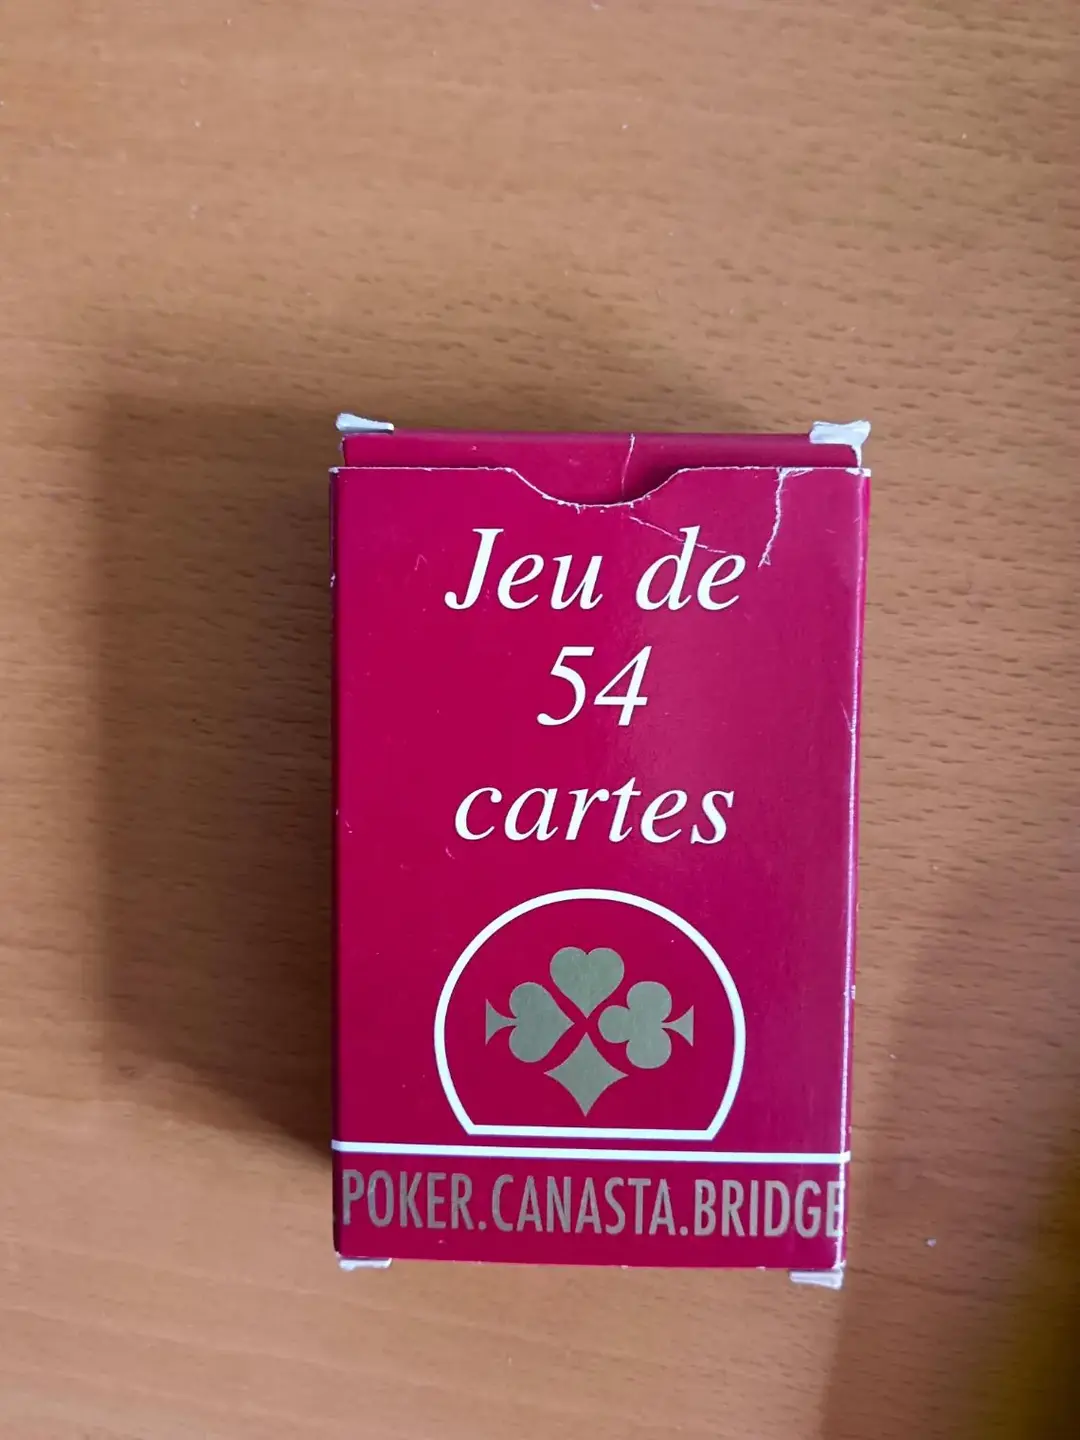 Jeu de
54
cartes
POKER.CANASTA.BRIDGE